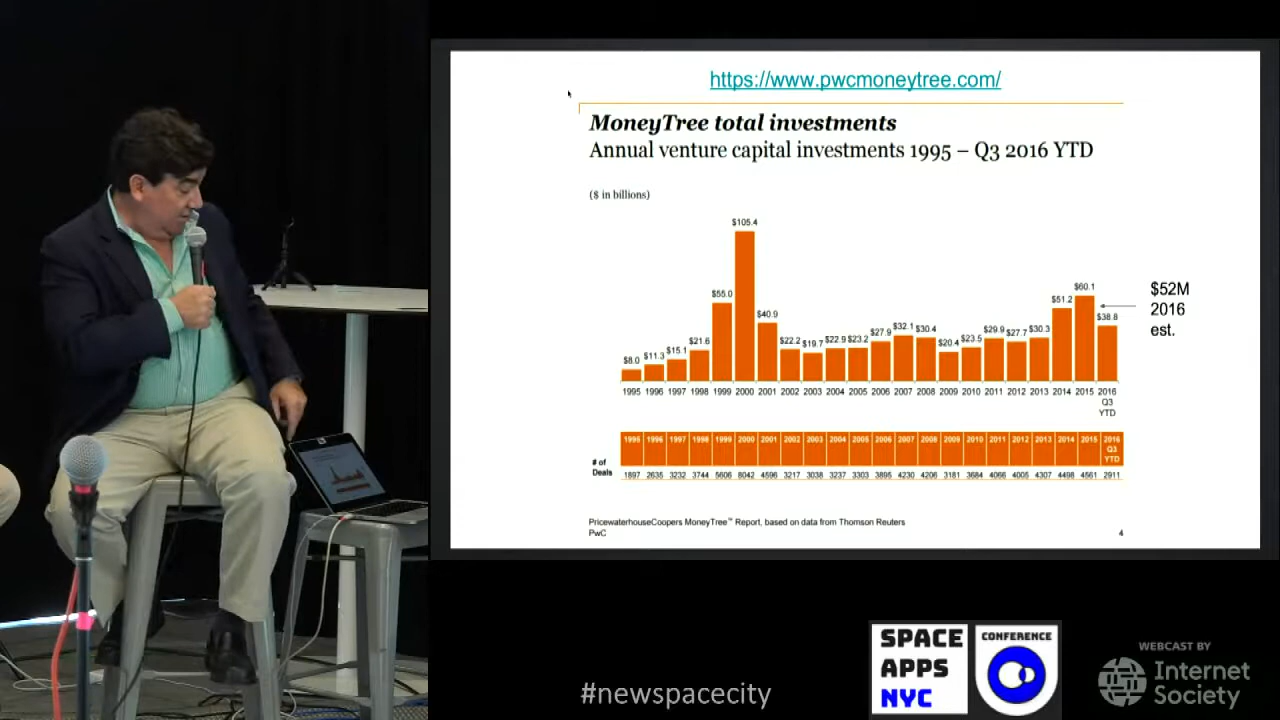 https://www.pwcmoneytree.com/
MoneyTree total investments
Annual venture capital investments 1995 – Q3 2016 YTD
($ in billions)
$8.0 $11.3 $15.1 $21.6 $55.0 $105.4 $40.9 $22.2 $19.7 $22.9 $23.2 $27.9 $32.1 $30.4 $20.4 $23.5 $29.9 $27.7 $30.3 $51.2 $60.1 $38.8
$52M
2016
est.
1995 1996 1997 1998 1999 2000 2001 2002 2003 2004 2005 2006 2007 2008 2009 2010 2011 2012 2013 2014 2015 2016
Q3
YTD
1995 1996 1997 1998 1999 2000 2001 2002 2003 2004 2005 2006 2007 2008 2009 2010 2011 2012 2013 2014 2015 2016
Q3
YTD
# of
Deals
1897 2635 3232 3744 5606 8042 4596 3217 3038 3237 3303 3895 4230 4206 3181 3684 4066 4005 4307 4498 4561 2911
PricewaterhouseCoopers MoneyTree™ Report, based on data from Thomson Reuters
PwC
4
SPACE
APPS
NYC
CONFERENCE
#newspacecity
WEBCAST BY
Internet
Society